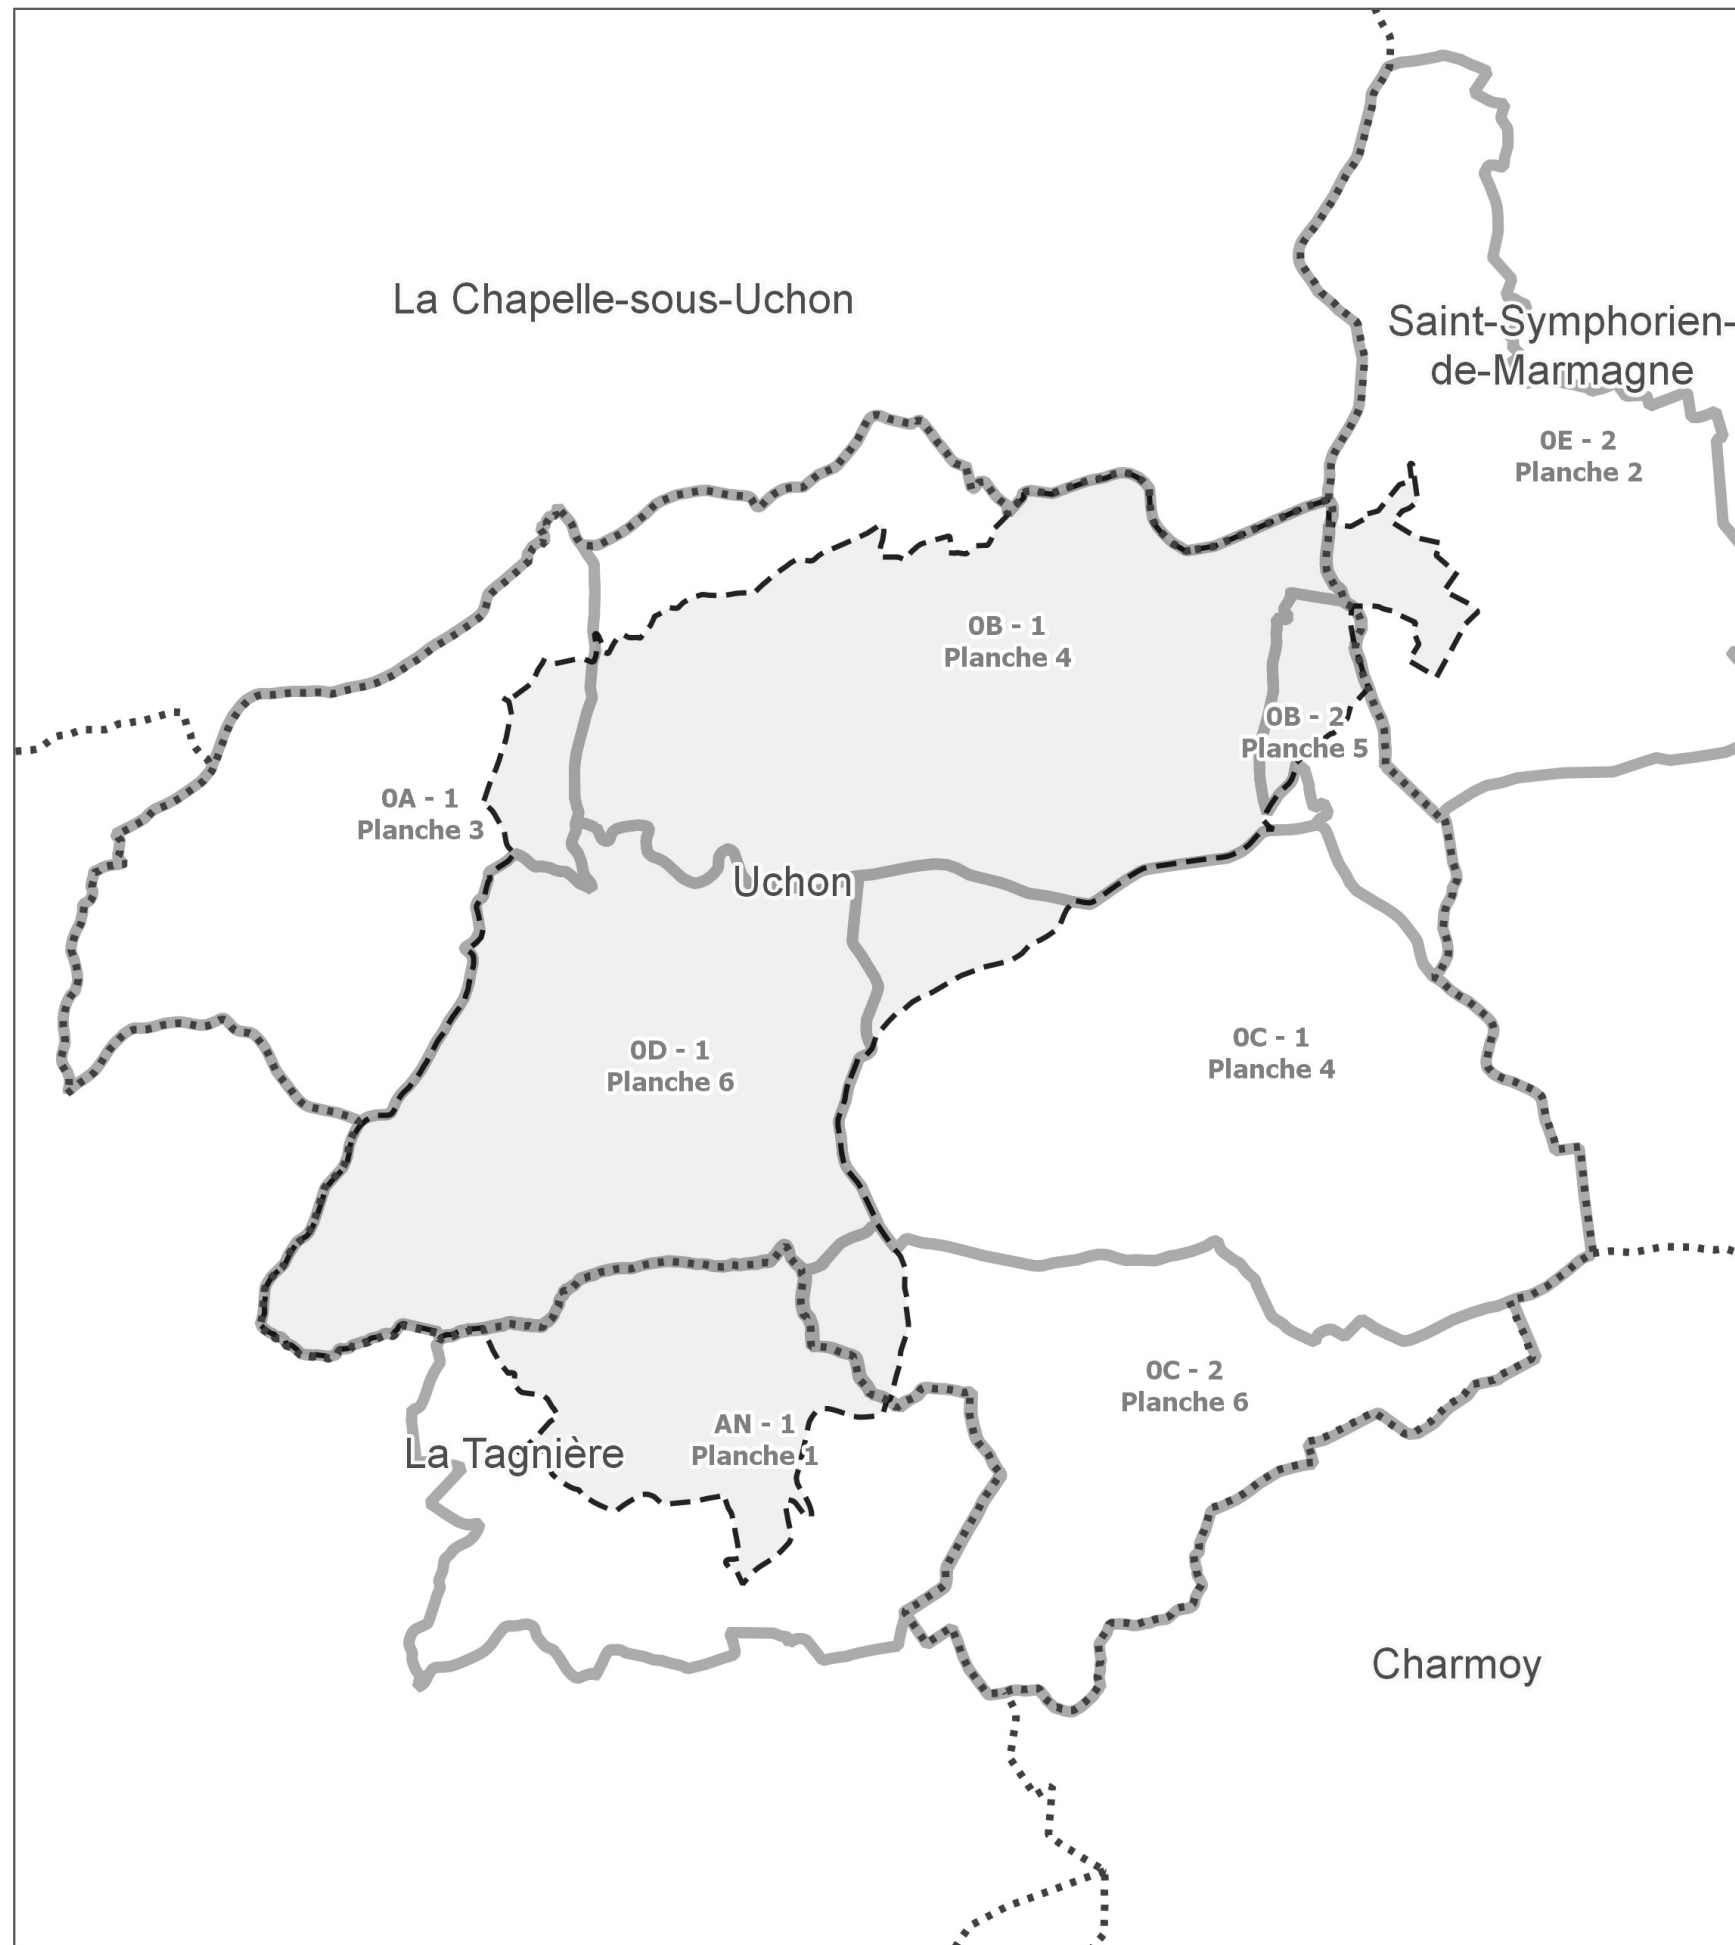 La Chapelle-sous-Uchon
Saint-Symphorien-
de-Marmagne
0E - 2
Planche 2
0B - 1
Planche 4
0B - 2
Planche 5
0A - 1
Planche 3
Uchon
0C - 1
Planche 4
0D - 1
Planche 6
0C - 2
Planche 6
AN - 1
Planche 1
La Tagnière
Charmoy